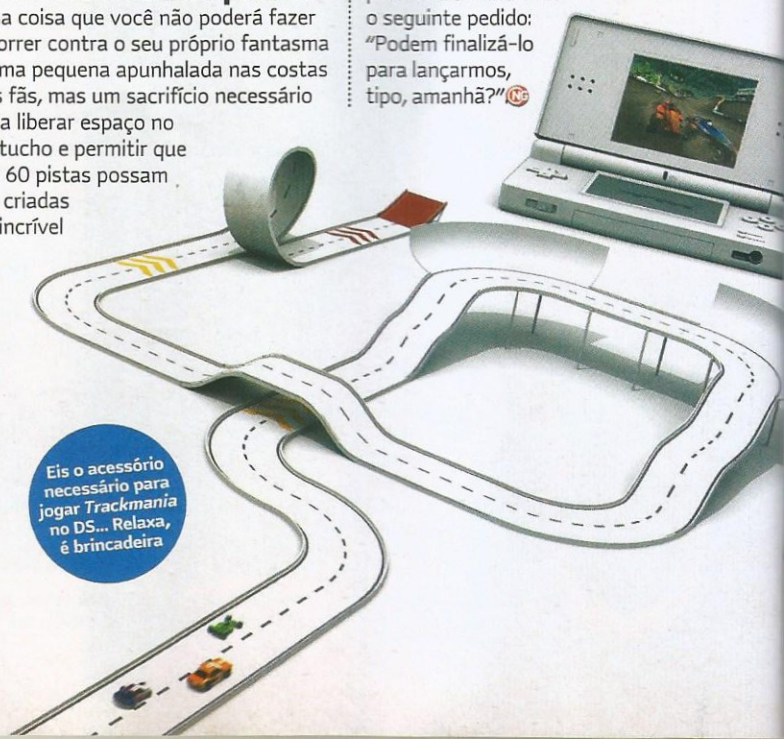 a coisa que você não poderá fazer
orrer contra o seu próprio fantasma
ma pequena apunhalada nas costas
s fãs, mas um sacrifício necessário
a liberar espaço no
tucho e permitir que
60 pistas possam
criadas
incrível
o seguinte pedido:
“Podem finalizá-lo
para lançarmos,
tipo, amanhã?”.
NG
Eis o acessório
necessário para
jogar Trackmania
no DS... Relaxa,
é brincadeira